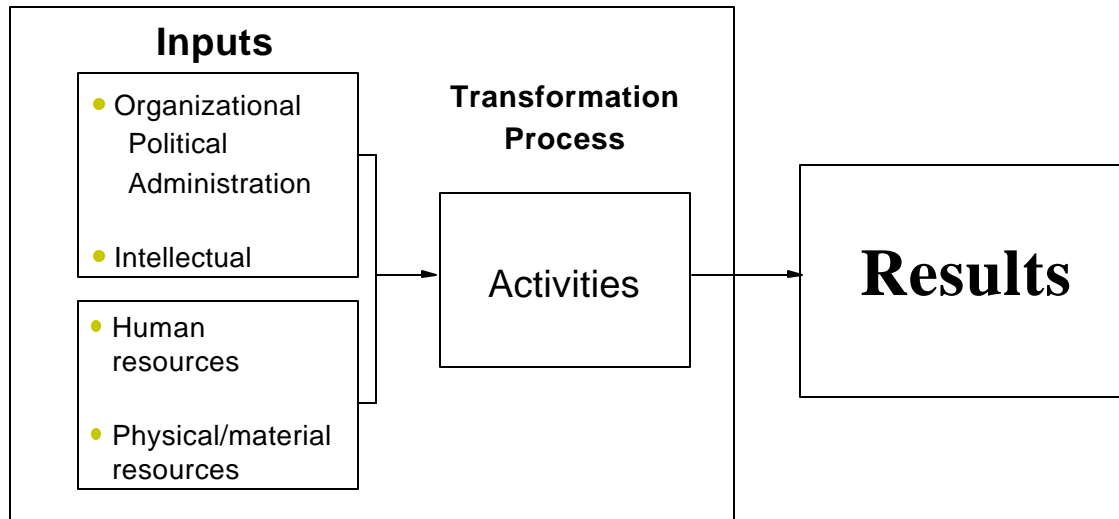 Inputs
• Organizational
Political
Administration
• Intellectual
• Human
resources
• Physical/material
resources
Transformation
Process
Activities
Results